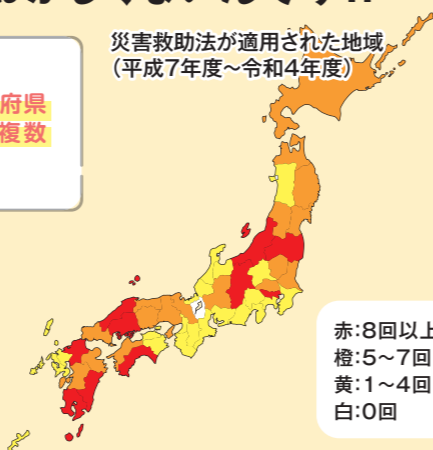 災害救助法が適用された地域
(平成7年度〜令和4年度)
府県
複数
赤:8回以上
橙:5〜7回
黄:1〜4回
白:0回